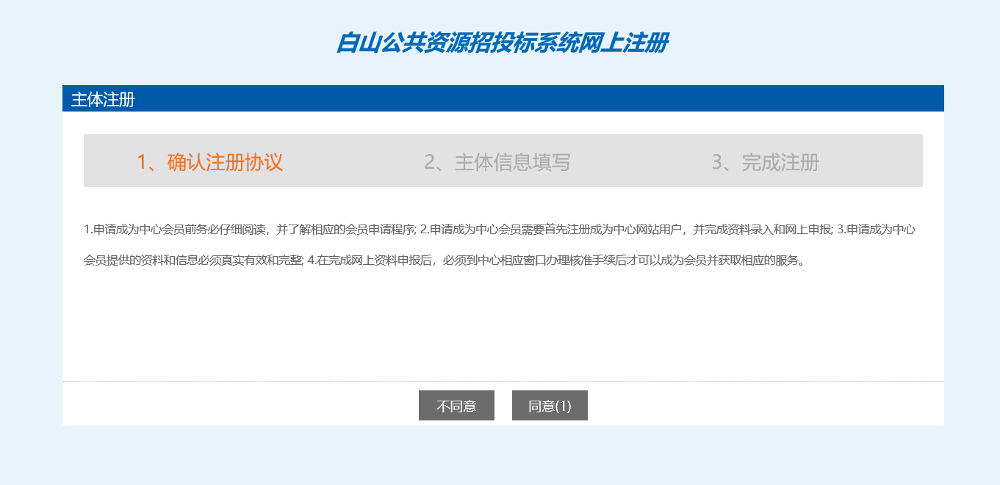 白山公共资源招投标系统网上注册
主体注册
1、确认注册协议 2、主体信息填写 3、完成注册
1.申请成为中心会员前务必仔细阅读，并了解相应的会员申请程序; 2.申请成为中心会员需要首先注册成为中心网站用户，并完成资料录入和网上申报; 3.申请成为中心
会员提供的资料和信息必须真实有效和完整; 4.在完成网上资料申报后，必须到中心相应窗口办理核准手续后才可以成为会员并获取相应的服务。
不同意 同意(1)